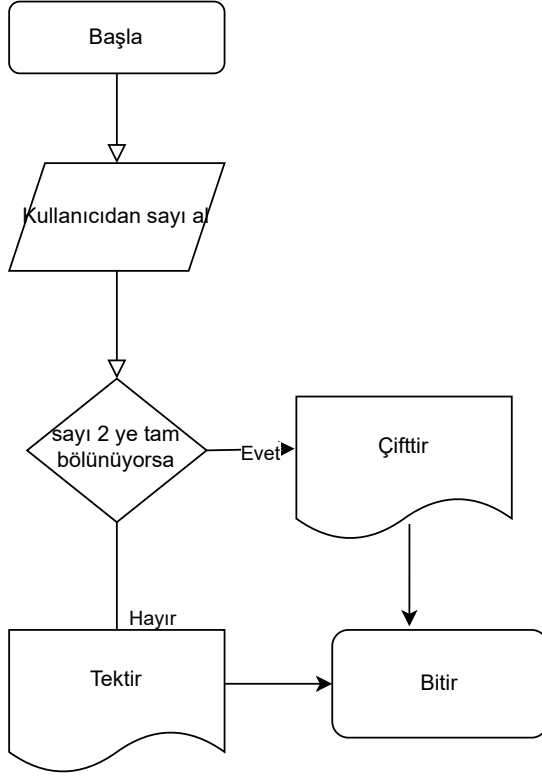 Başla
Kullanıcıdan sayı al
sayı 2 ye tam
bölünüyorsa
Evet
Çifttir
Hayır
Tektir
Bitir